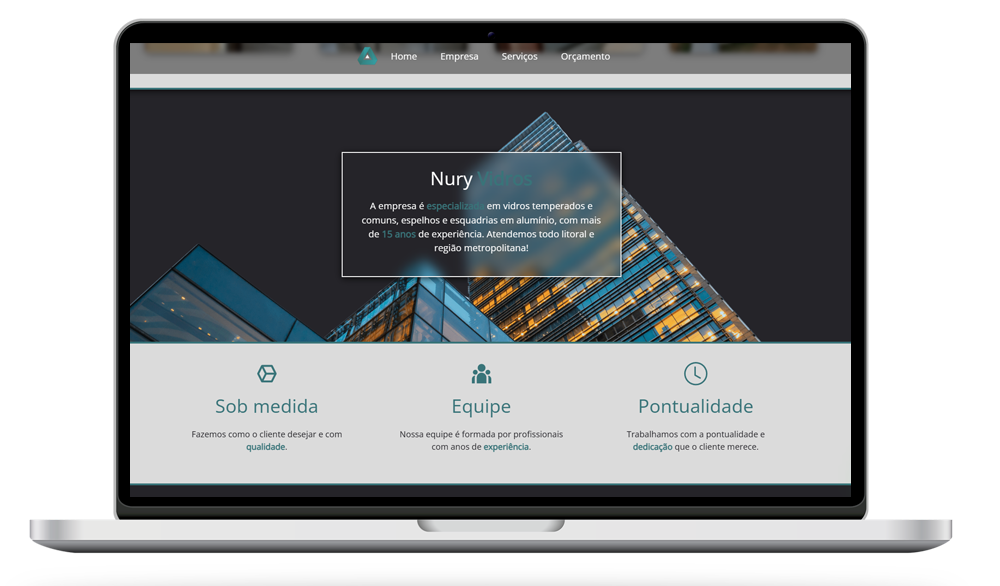 Home Empresa Serviços Orçamento
Nury Vidros
A empresa é especializada em vidros temperados e
comuns, espelhos e esquadrias em alumínio, com mais
de 15 anos de experiência. Atendemos todo litoral e
região metropolitana!
Sob medida
Fazemos como o cliente desejar e com
qualidade.
Equipe
Nossa equipe é formada por profissionais
com anos de experiência.
Pontualidade
Trabalhamos com a pontualidade e
dedicação que o cliente merece.